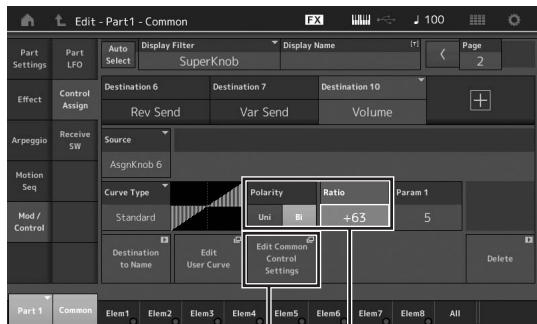 Edit - Part1 - Common
FX
100
Part Settings
Part LFO
Auto Select
Display Filter
SuperKnob
Display Name
[T]
Page
2
Effect
Control Assign
Destination 6
Rev Send
Destination 7
Var Send
Destination 10
Volume
Arpeggio
Receive SW
Source
AsgnKnob 6
Motion Seq
Curve Type
Standard
Polarity
Uni
Bi
Ratio
+63
Param 1
5
Mod / Control
Destination to Name
Edit User Curve
Edit Common Control Settings
Delete
Part 1
Common
Elem1
Elem2
Elem3
Elem4
Elem5
Elem6
Elem7
Elem8
All